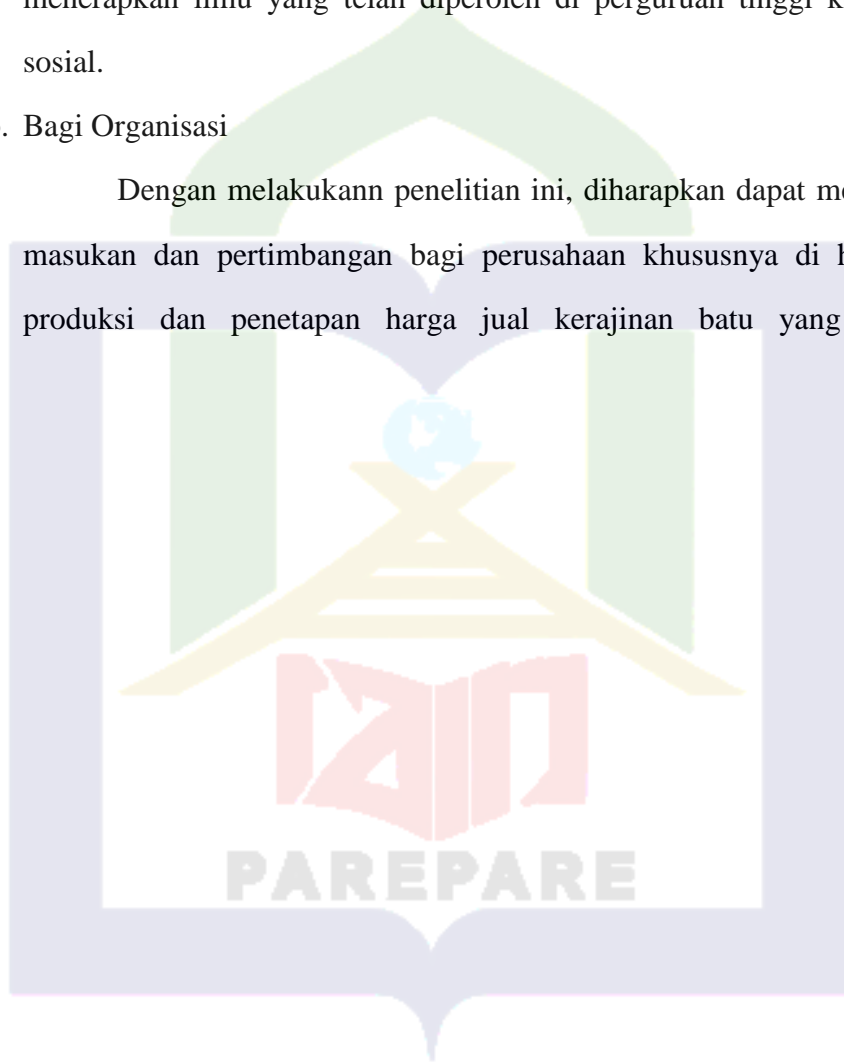 menerapkan ilmu yang telah diperoleh di perguruan tinggi
sosial.
. Bagi Organisasi
Dengan melakukann penelitian ini, diharapkan dapat
masukan dan pertimbangan bagi perusahaan khususnya di
produksi dan penetapan harga jual kerajinan batu yang
iain
PAREPARE